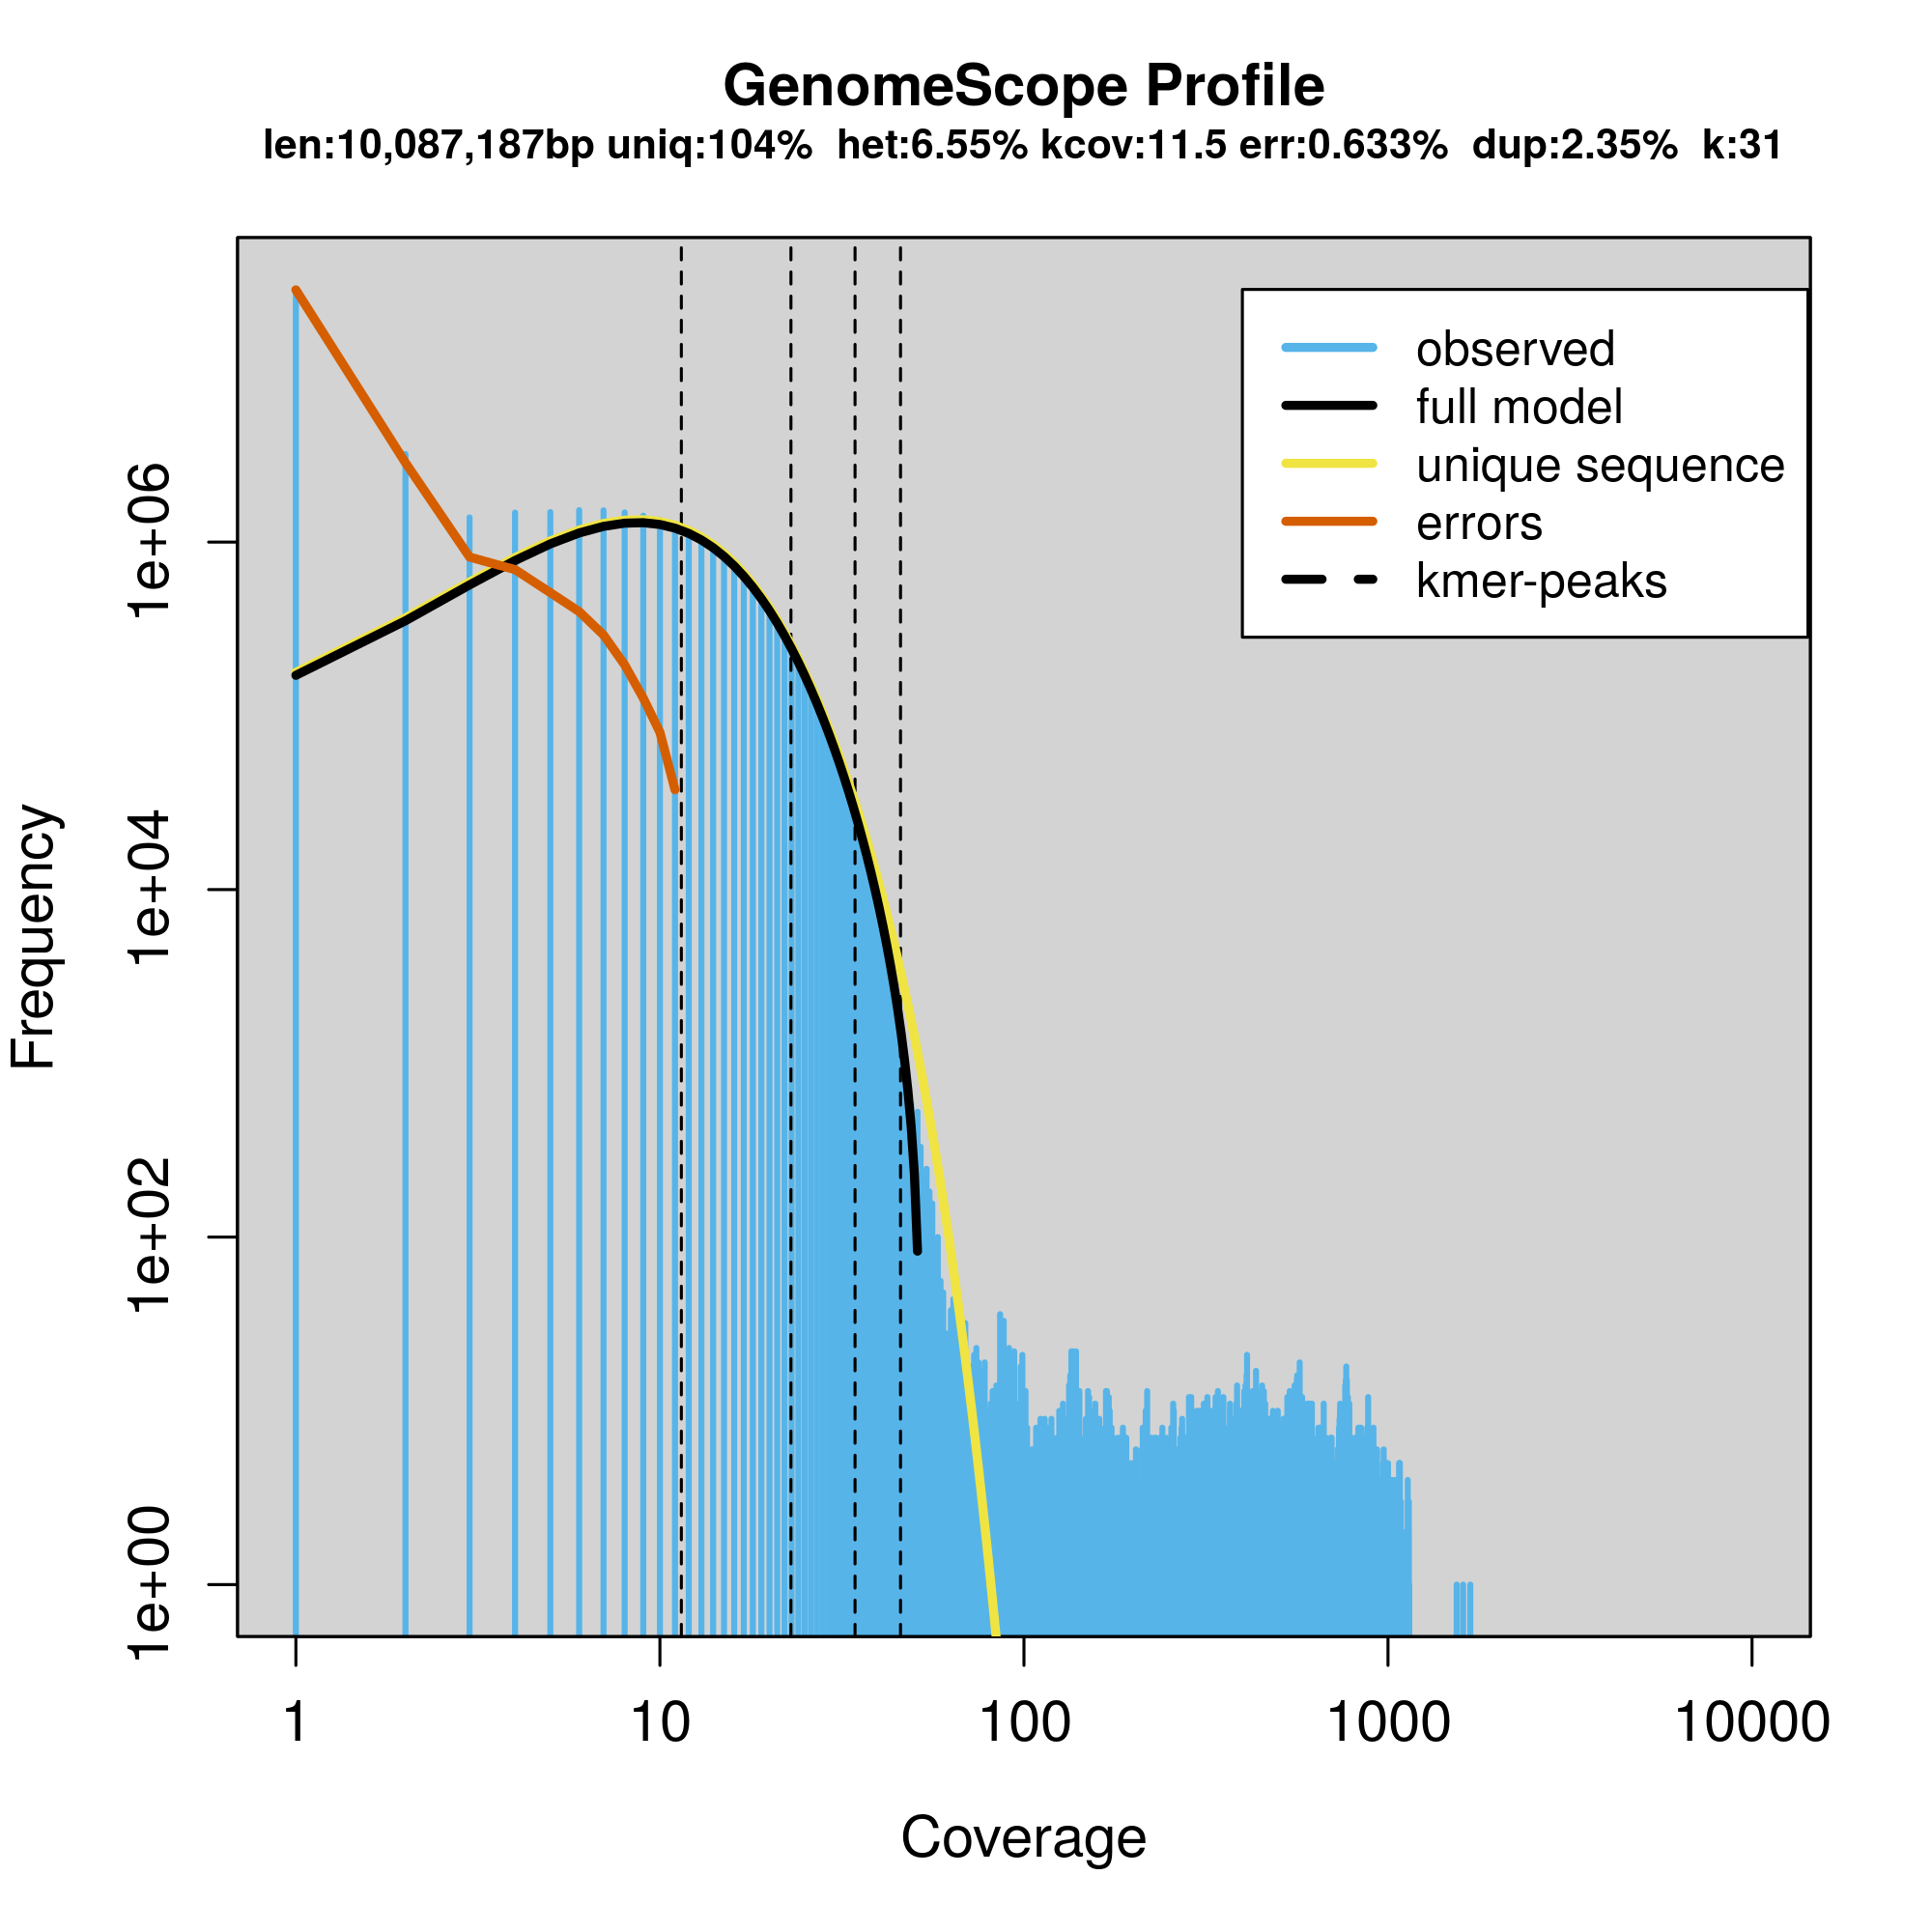 GenomeScope Profile
len:10,087,187bp uniq:104% het:6.55% kcov:11.5 err:0.633% dup:2.35% k:31
observed
full model
unique sequence
errors
kmer-peaks
Frequency
1e+06
1e+04
1e+02
1e+00
1 10 100 1000 10000
Coverage